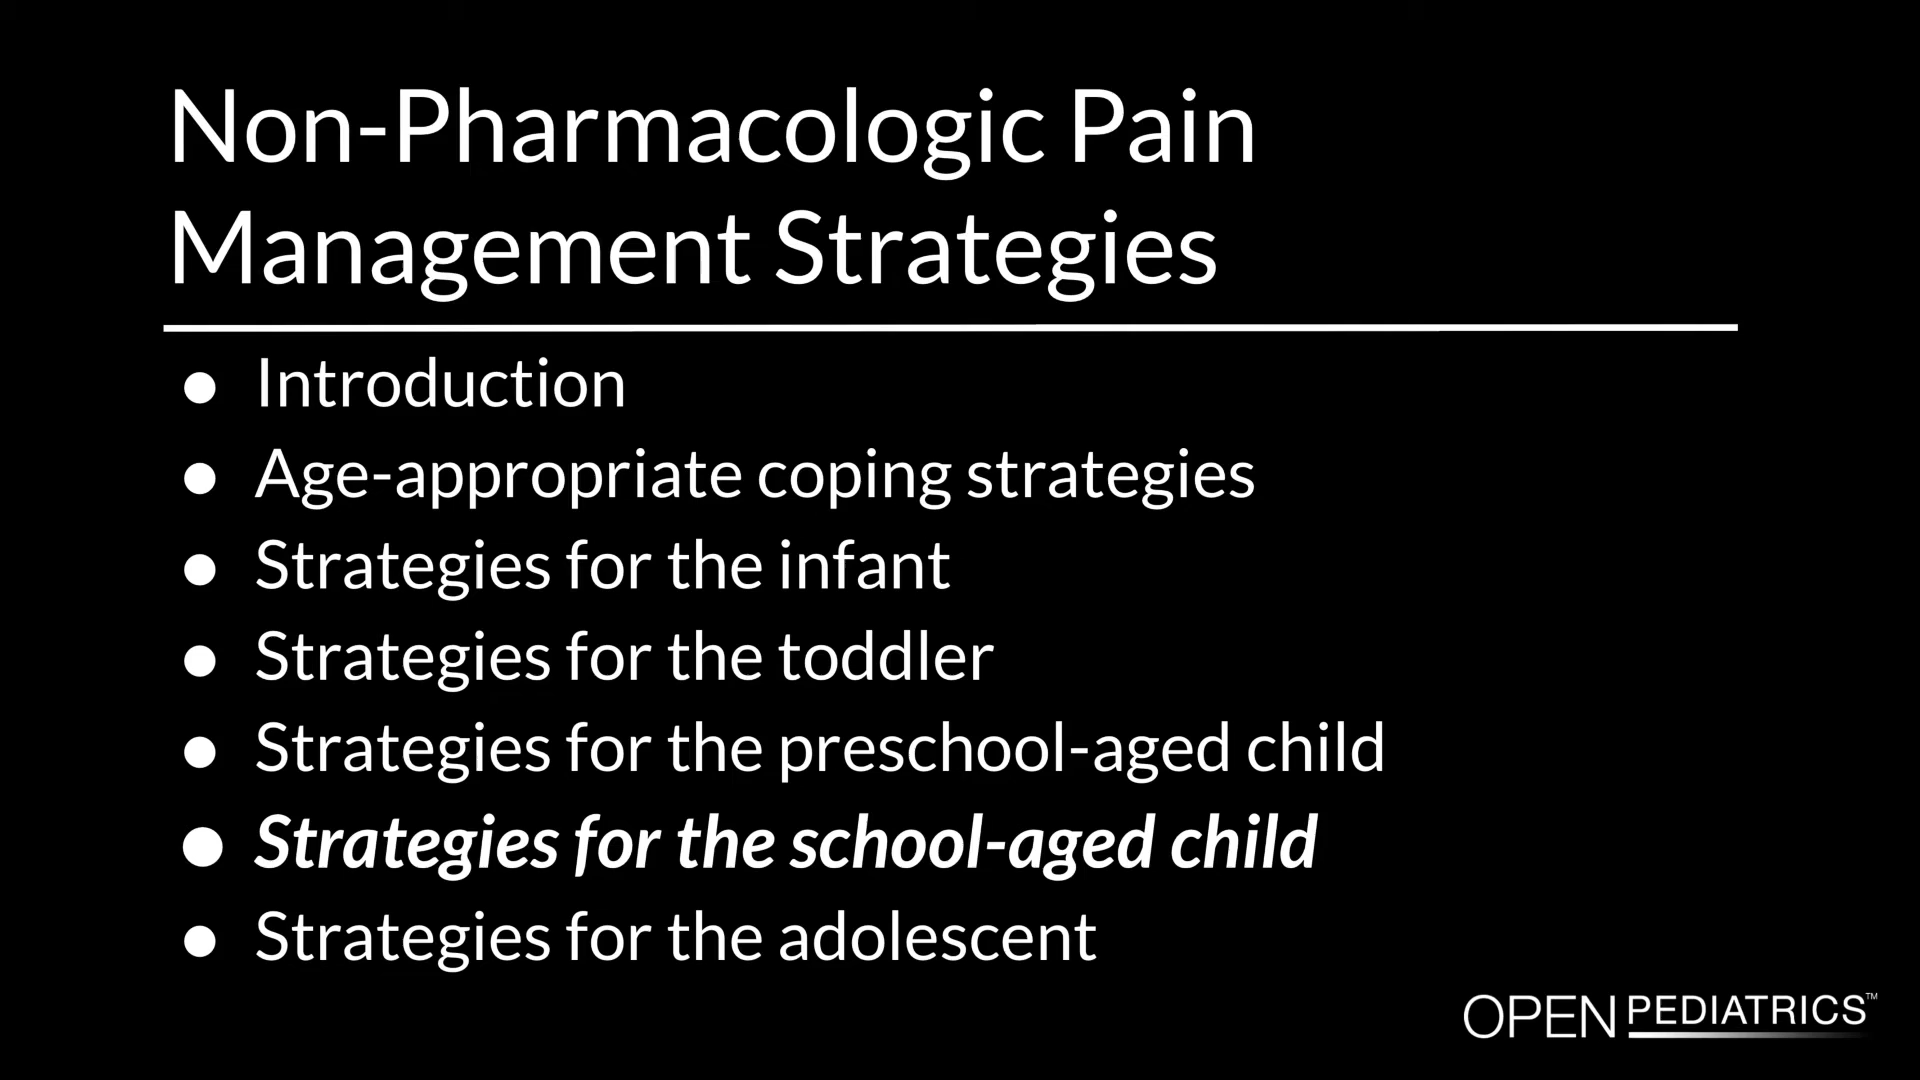 Non-Pharmacologic Pain
Management Strategies
● Introduction
● Age-appropriate coping strategies
● Strategies for the infant
● Strategies for the toddler
● Strategies for the preschool-aged child
● Strategies for the school-aged child
● Strategies for the adolescent
OPEN PEDIATRICS™